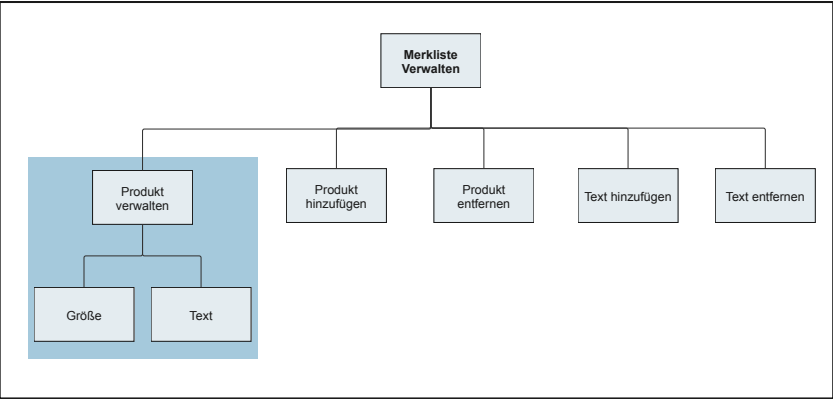 Merkliste
Verwalten
Produkt
verwalten
Produkt
hinzufügen
Produkt
entfernen
Text hinzufügen
Text entfernen
Größe
Text